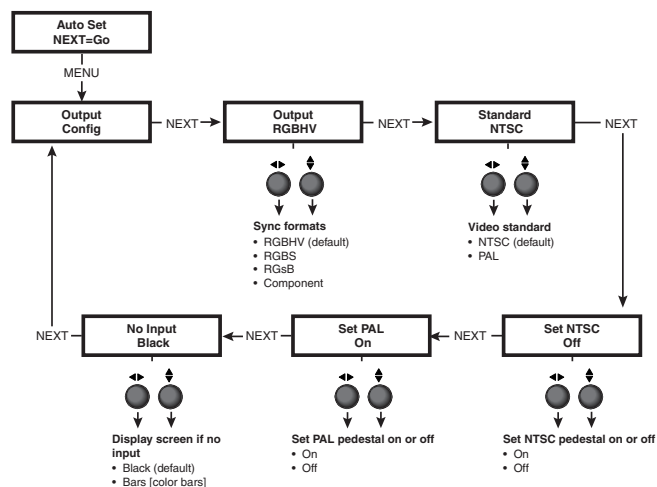 Auto Set
NEXT=Go
MENU
Output
Config
NEXT
Output
RGBHV
NEXT
Standard
NTSC
NEXT
Sync formats
• RGBHV (default)
• RGBS
• RGsB
• Component
Video standard
• NTSC (default)
• PAL
NEXT
No Input
Black
NEXT
Set PAL
On
NEXT
Set NTSC
Off
Display screen if no
input
• Black (default)
• Bars [color bars]
Set PAL pedestal on or off
• On
• Off
Set NTSC pedestal on or off
• On
• Off